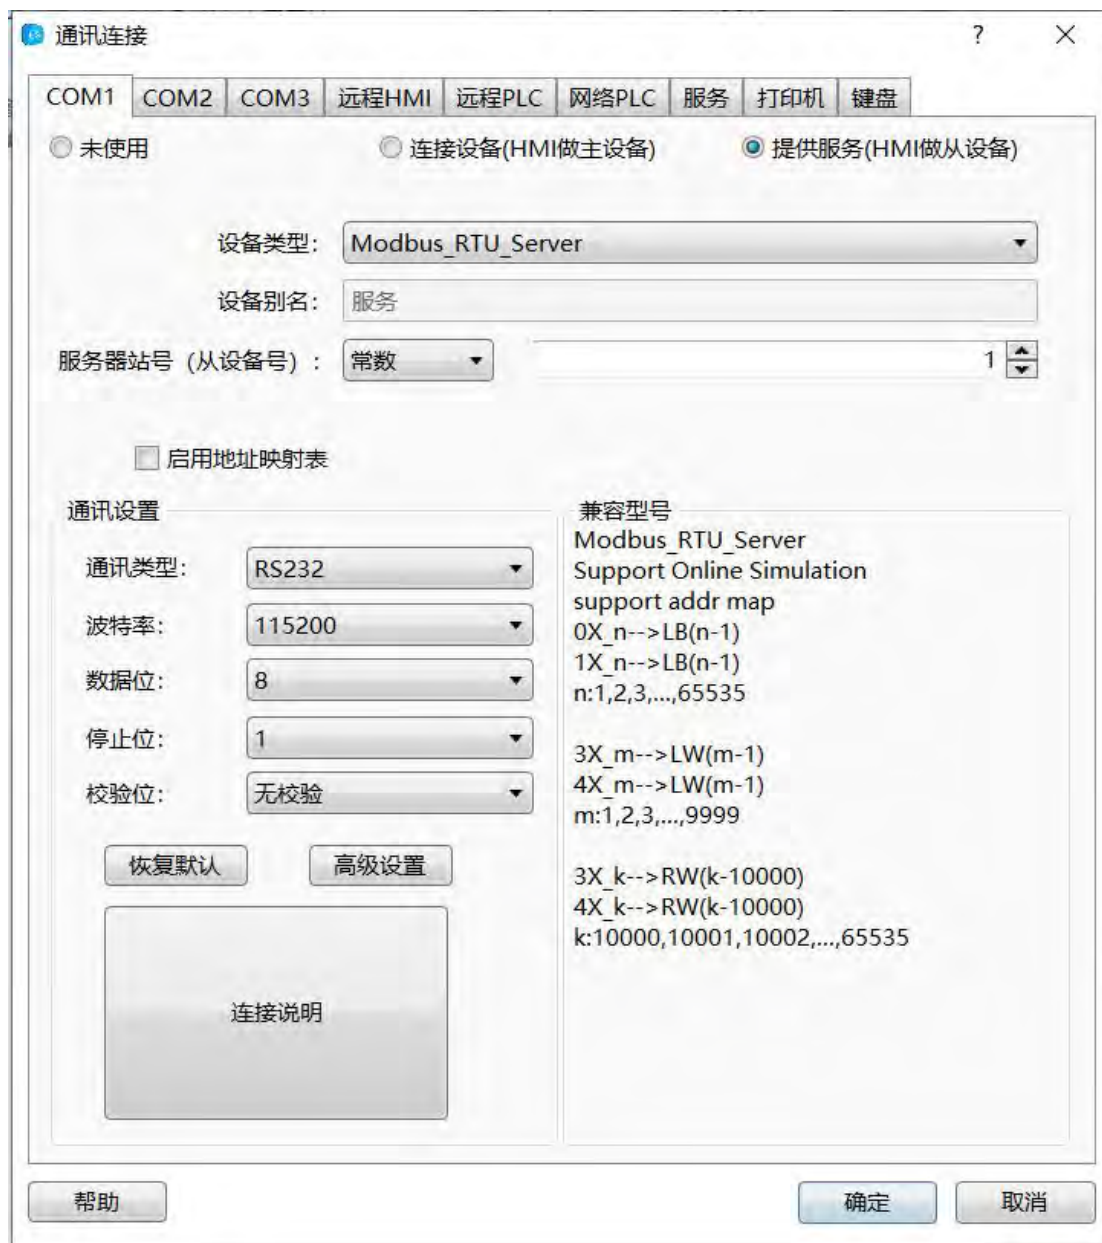 通讯连接 ?
COM1 COM2 COM3 远程HMI 远程PLC 网络PLC 服务 打印机 键盘
未使用 连接设备(HMI做主设备) 提供服务(HMI做从设备)
设备类型: Modbus_RTU_Server
设备别名: 服务
服务器站号（从设备号）: 常数 1
启用地址映射表
通讯设置
通讯类型: RS232
波特率: 115200
数据位: 8
停止位: 1
校验位: 无校验
恢复默认 高级设置
连接说明
兼容型号
Modbus_RTU_Server
Support Online Simulation
support addr map
0X_n-->LB(n-1)
1X_n-->LB(n-1)
n:1,2,3,...,65535
3X_m-->LW(m-1)
4X_m-->LW(m-1)
m:1,2,3,...,9999
3X_k-->RW(k-10000)
4X_k-->RW(k-10000)
k:10000,10001,10002,...,65535
帮助 确定 取消